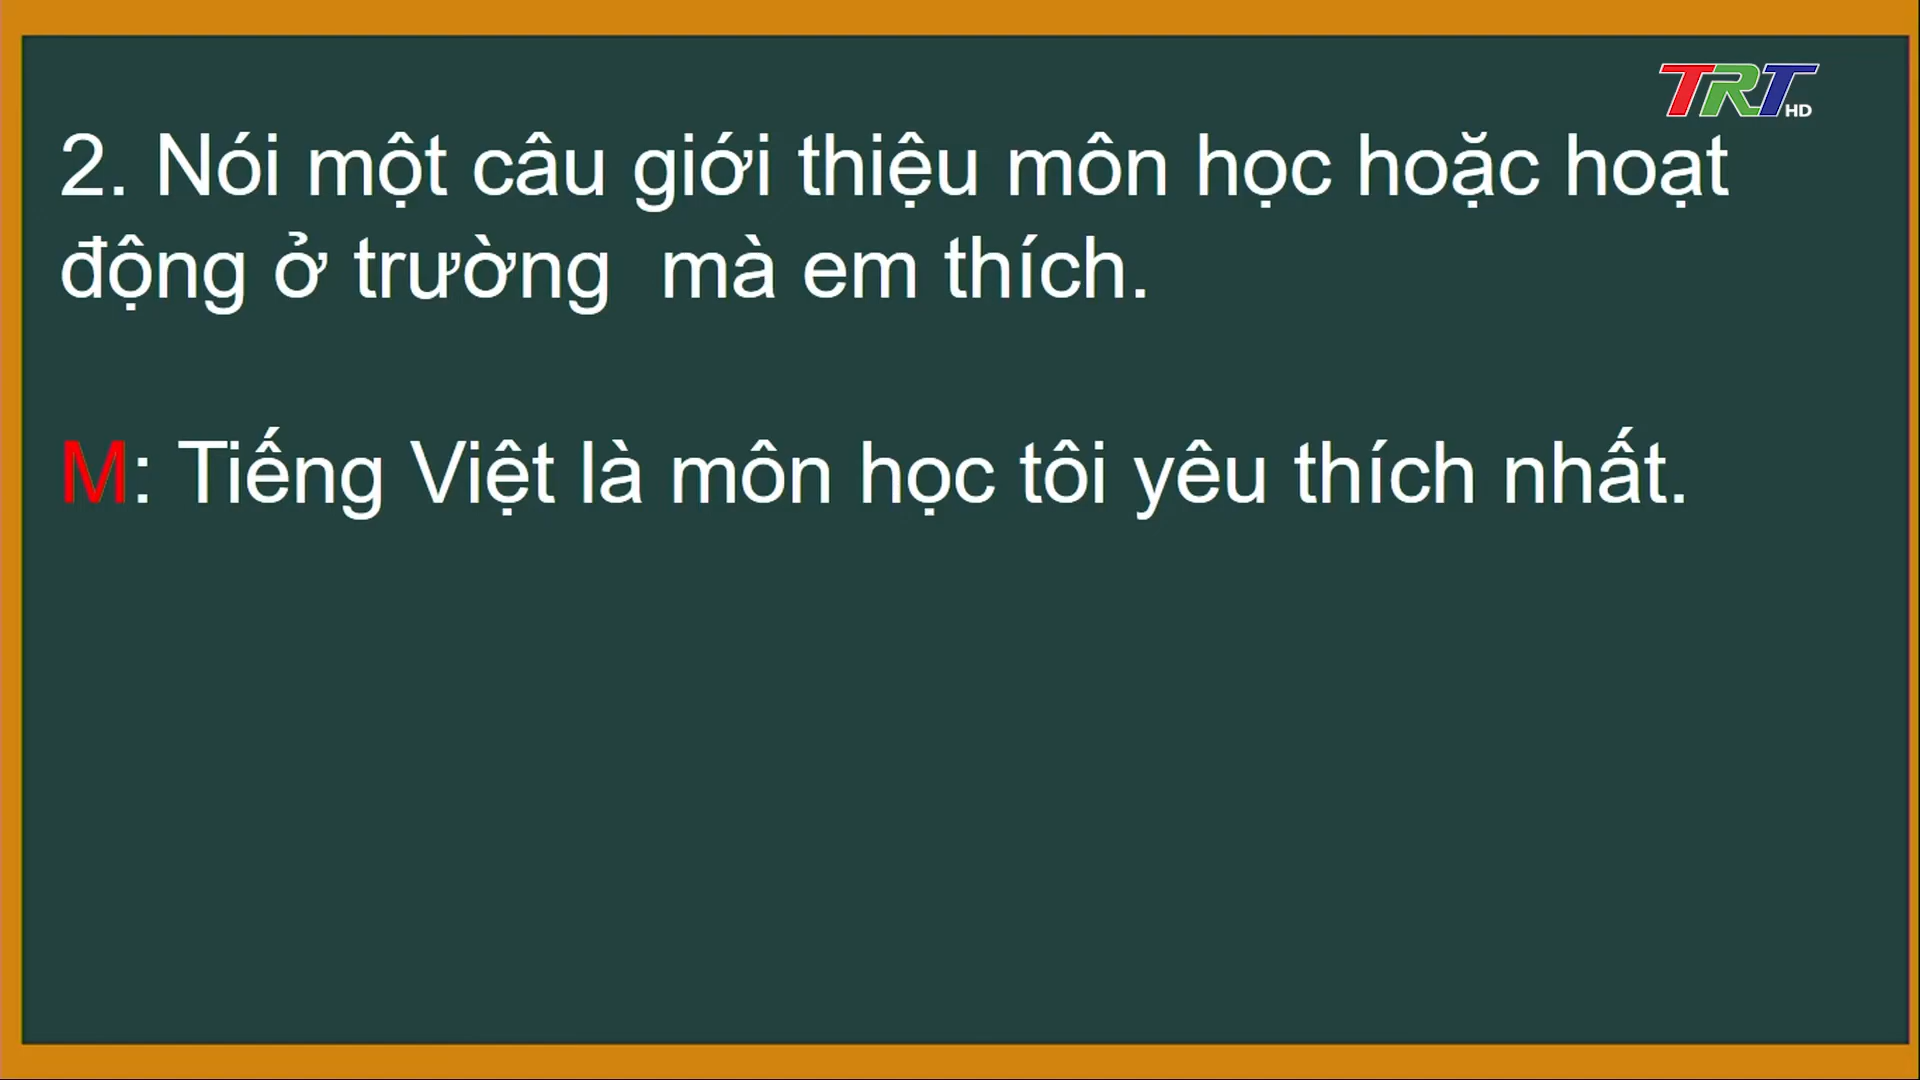 TRT HD
2. Nói một câu giới thiệu môn học hoặc hoạt
động ở trường  mà em thích.
M: Tiếng Việt là môn học tôi yêu thích nhất.